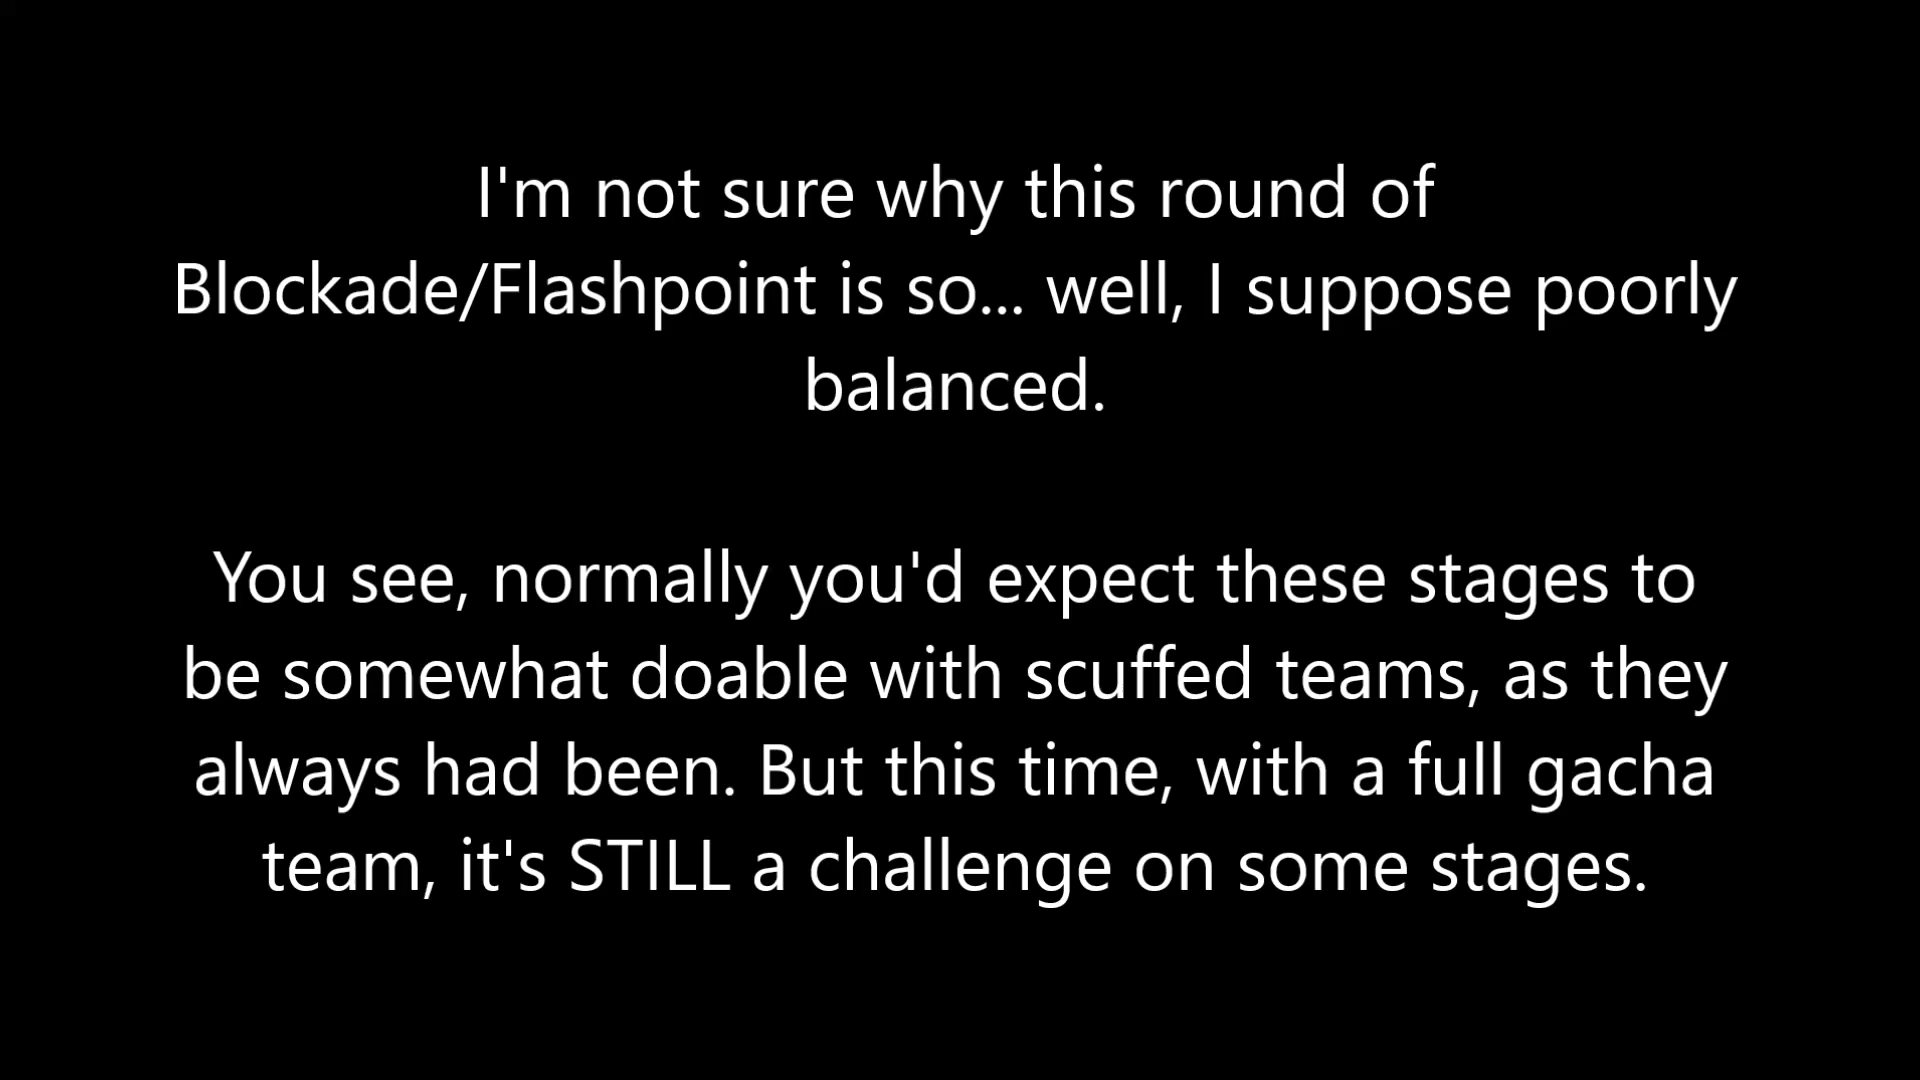 I'm not sure why this round of
Blockade/Flashpoint is so... well, I suppose poorly
balanced.
You see, normally you'd expect these stages to
be somewhat doable with scuffed teams, as they
always had been. But this time, with a full gacha
team, it's STILL a challenge on some stages.